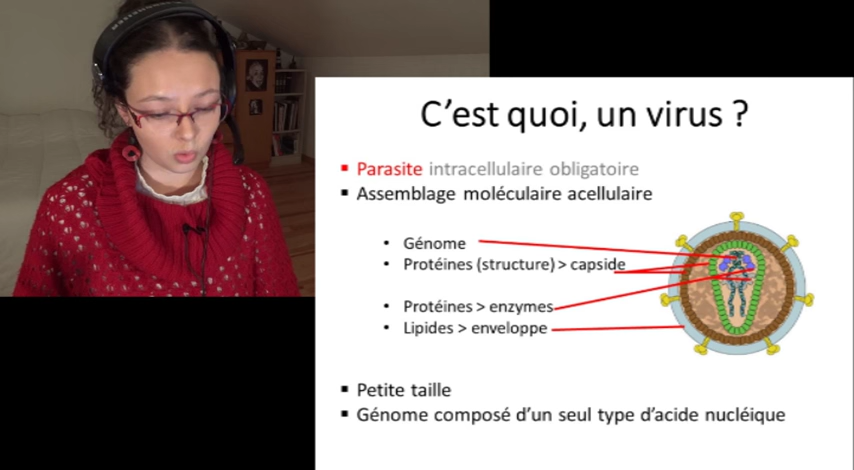 C'est quoi, un virus ?
▪ Parasite intracellulaire obligatoire
▪ Assemblage moléculaire acellulaire
• Génome
• Protéines (structure) > capside
• Protéines > enzymes
• Lipides > enveloppe
▪ Petite taille
▪ Génome composé d'un seul type d'acide nucléique